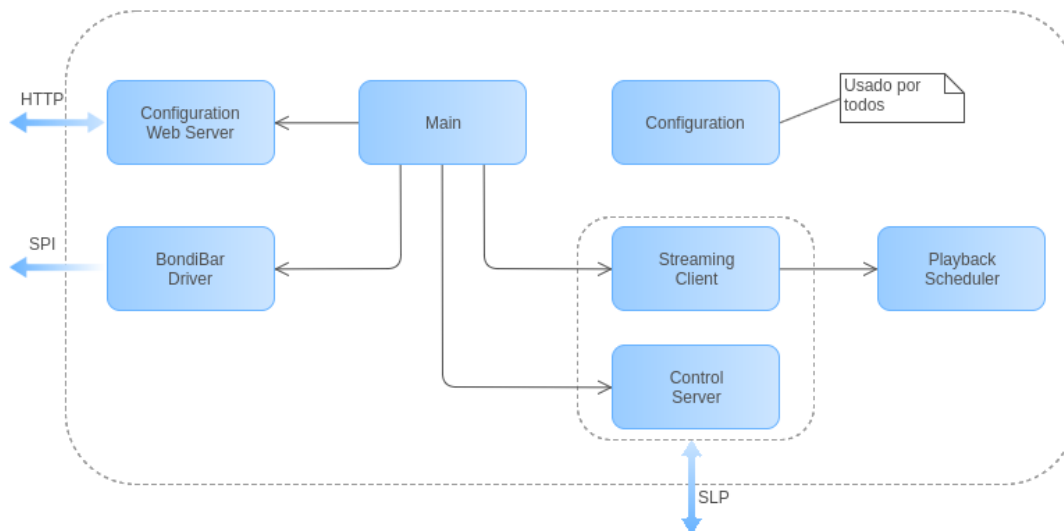 HTTP
Configuration
Web Server
Main
Configuration
Usado por
todos
SPI
BondiBar
Driver
Streaming
Client
Playback
Scheduler
Control
Server
SLP